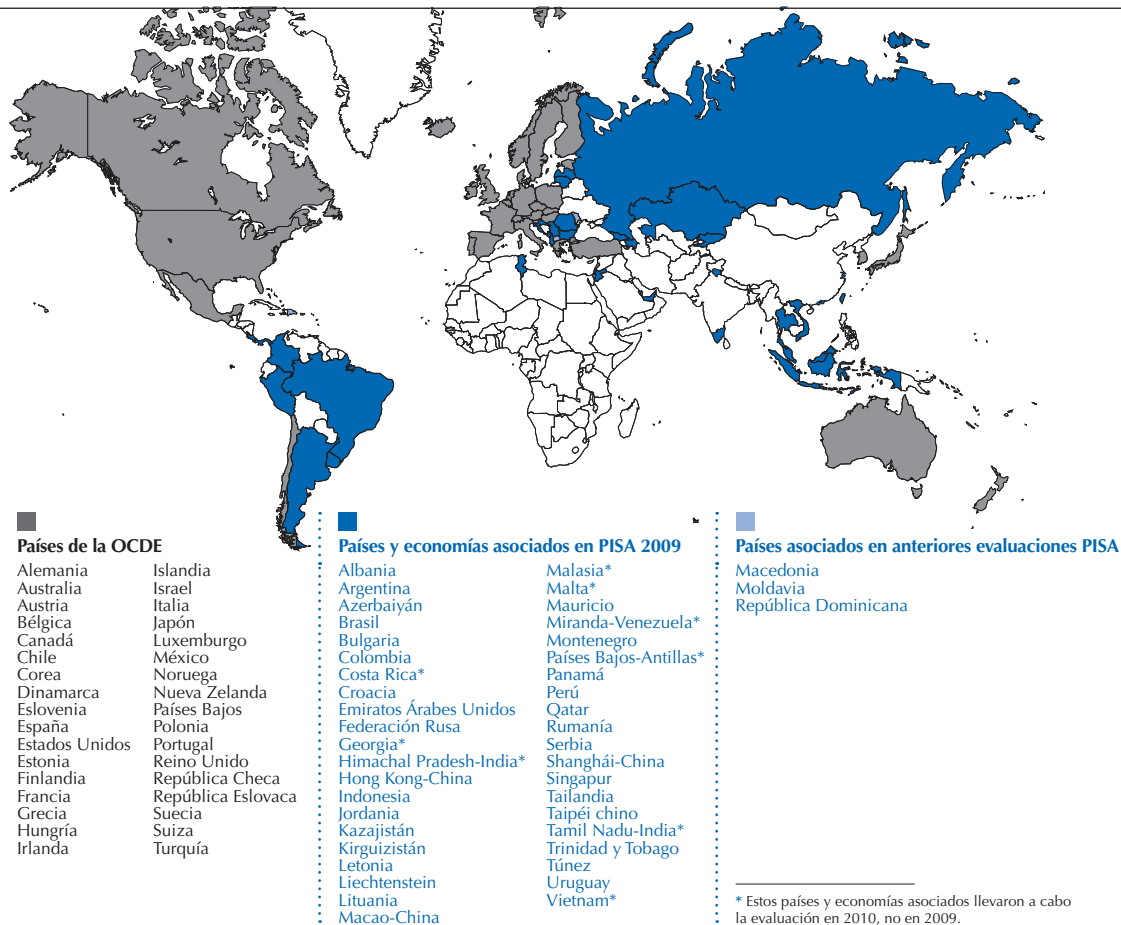 Países de la OCDE
Alemania
Australia
Austria
Bélgica
Canadá
Chile
Corea
Dinamarca
Eslovenia
España
Estados Unidos
Estonia
Finlandia
Francia
Grecia
Hungría
Irlanda
Islandia
Israel
Italia
Japón
Luxemburgo
México
Noruega
Nueva Zelanda
Países Bajos
Polonia
Portugal
Reino Unido
República Checa
República Eslovaca
Suecia
Suiza
Turquía
Países y economías asociados en PISA 2009
Albania
Argentina
Azerbaiyán
Brasil
Bulgaria
Colombia
Costa Rica*
Croacia
Emiratos Árabes Unidos
Federación Rusa
Georgia*
Himachal Pradesh-India*
Hong Kong-China
Indonesia
Jordania
Kazajistán
Kirguizistán
Letonia
Liechtenstein
Lituania
Macao-China
Malasia*
Malta*
Mauricio
Miranda-Venezuela*
Montenegro
Países Bajos-Antillas*
Panamá
Perú
Qatar
Rumanía
Serbia
Shanghái-China
Singapur
Tailandia
Taipéi chino
Tamil Nadu-India*
Trinidad y Tobago
Túnez
Uruguay
Vietnam*
Países asociados en anteriores evaluaciones PISA
Macedonia
Moldavia
República Dominicana
* Estos países y economías asociados llevaron a cabo
la evaluación en 2010, no en 2009.